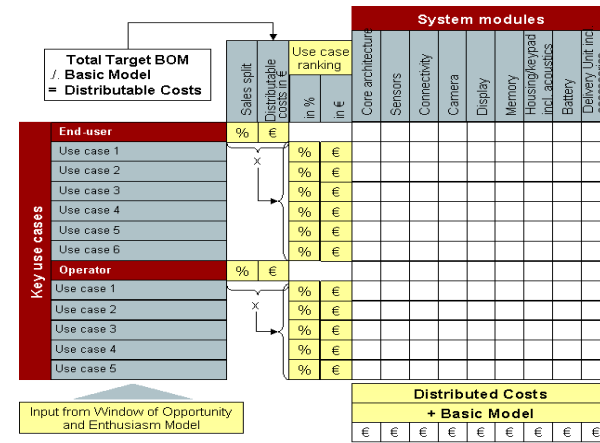 System modules
Total Target BOM
./. Basic Model
= Distributable Costs
Sales split
Distributable
costs in €
Use case
ranking
in %
in €
Core architecture
Sensors
Connectivity
Camera
Display
Memory
Housing/keypad
incl. acoustics
Battery
Delivery Unit inc
Key use cases
End-user
% €
Use case 1
% €
X
Use case 2
% €
Use case 3
% €
Use case 4
% €
Use case 5
% €
Use case 6
% €
Operator
% €
Use case 1
% €
X
Use case 2
% €
Use case 3
% €
Use case 4
% €
Use case 5
% €
Input from Window of Opportunity
and Enthusiasm Model
Distributed Costs
+ Basic Model
€ € € € € € € € €